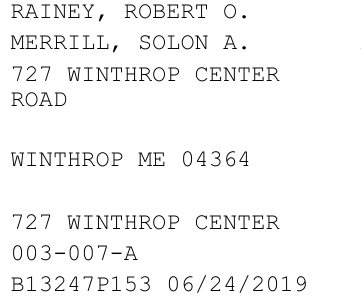 RAINEY, ROBERT O.
MERRILL, SOLON A.
727 WINTHROP CENTER
ROAD
WINTHROP ME 04364
727 WINTHROP CENTER
003-007-A
B13247P153 06/24/2019